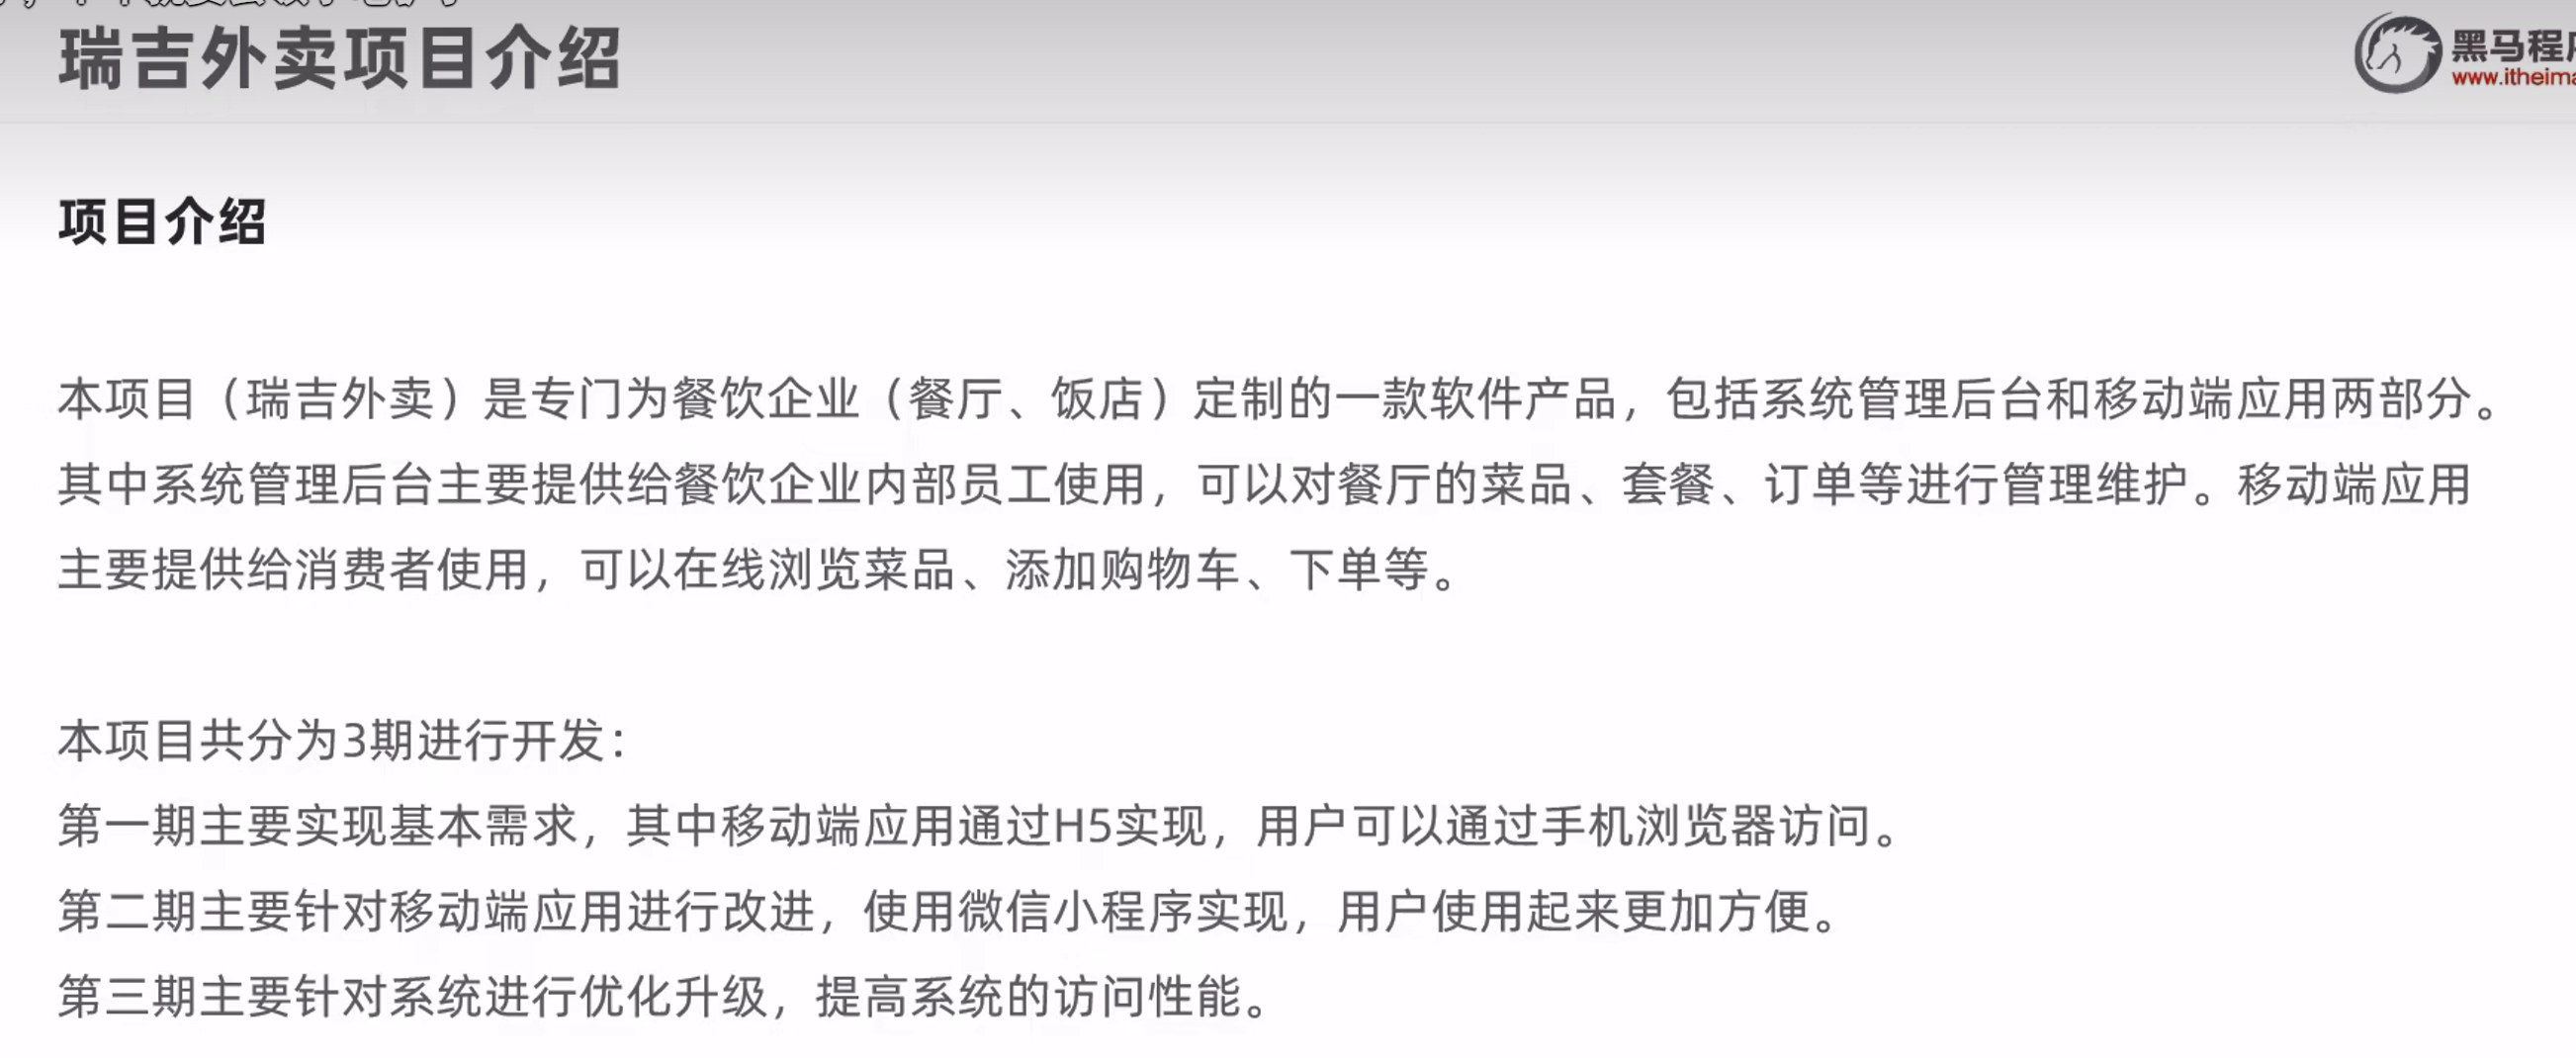 瑞吉外卖项目介绍
黑马程
www.itheima
项目介绍
本项目（瑞吉外卖）是专门为餐饮企业（餐厅、饭店）定制的一款软件产品，包括系统管理后台和移动端应用两部分。
其中系统管理后台主要提供给餐饮企业内部员工使用，可以对餐厅的菜品、套餐、订单等进行管理维护。移动端应用
主要提供给消费者使用，可以在线浏览菜品、添加购物车、下单等。
本项目共分为3期进行开发：
第一期主要实现基本需求，其中移动端应用通过H5实现，用户可以通过手机浏览器访问。
第二期主要针对移动端应用进行改进，使用微信小程序实现，用户使用起来更加方便。
第三期主要针对系统进行优化升级，提高系统的访问性能。